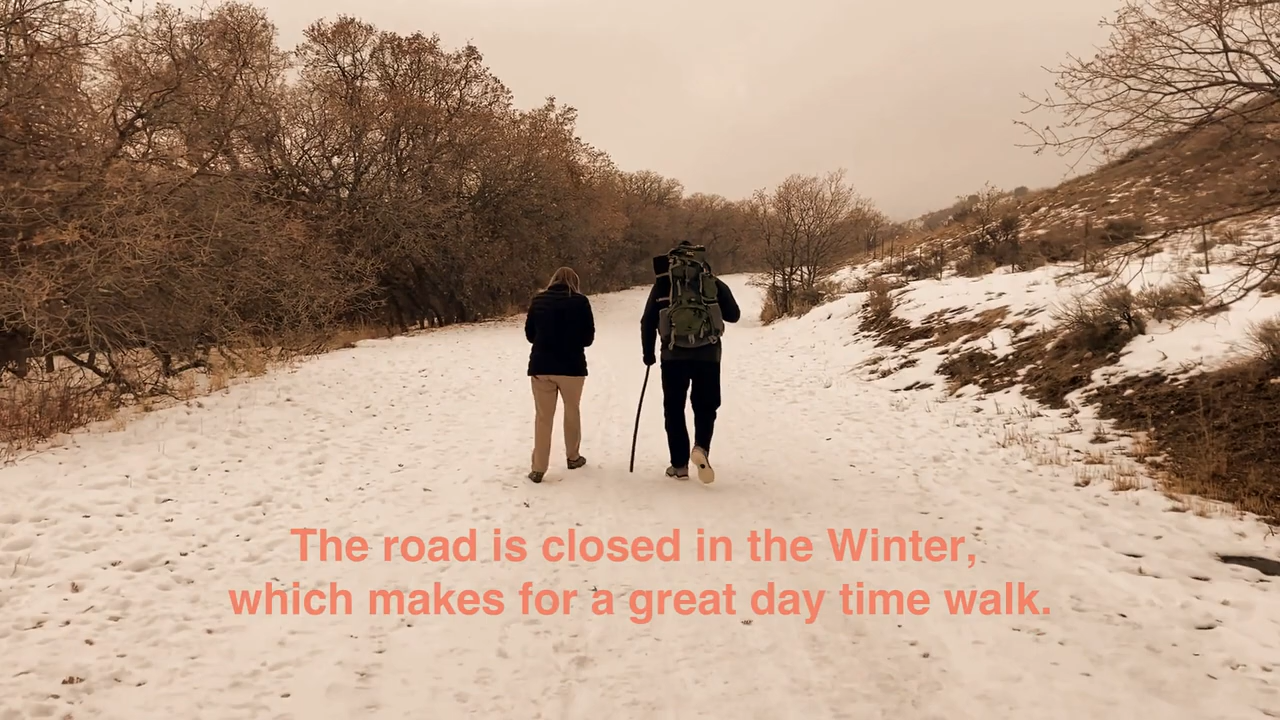 The road is closed in the Winter,
which makes for a great day time walk.